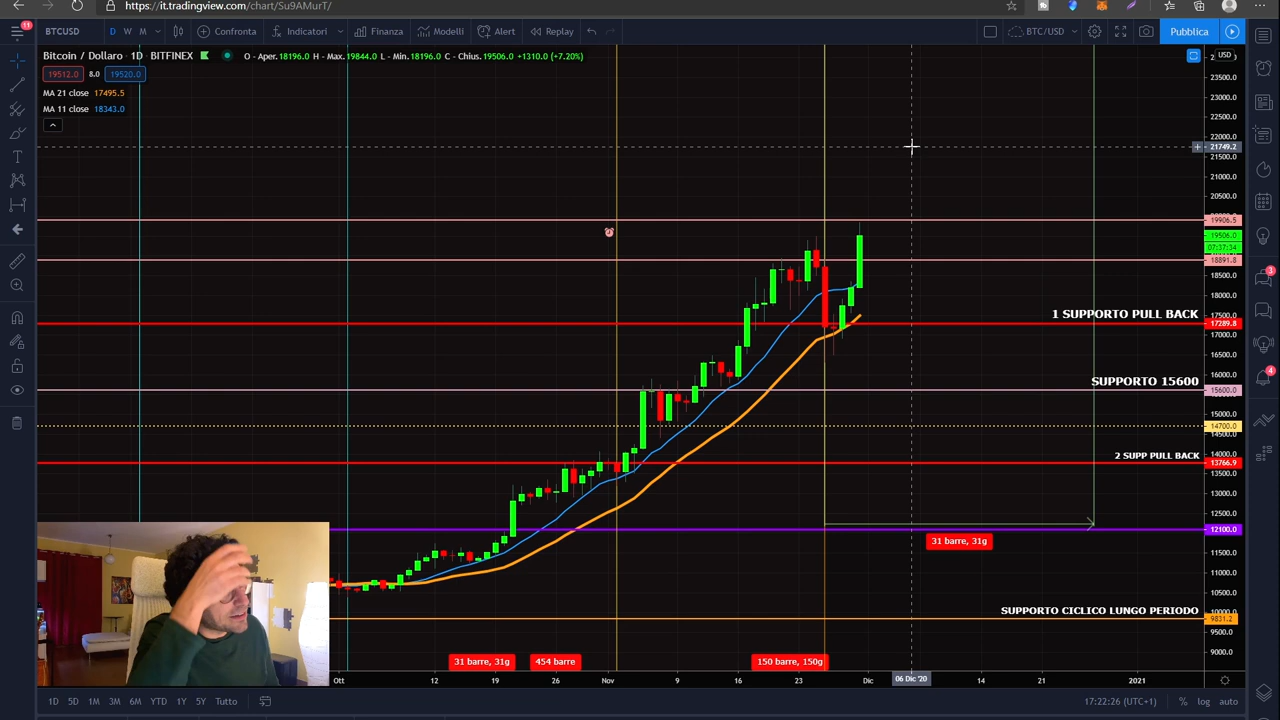 https://it.tradingview.com/chart/Su9AMurT/
11
BTCUSD
D W M
Confronta
Indicatori
Finanza
Modelli
Alert
Replay
BTC/USD
Pubblica
Bitcoin / Dollaro · 1D · BITFINEX
O - Aper.18196.0 H - Max.19844.0 L - Min.18196.0 C - Chius.19506.0 +1310.0 (+7.20%)
19512.0 8.0 19520.0
MA 21 close 17495.5
MA 11 close 18343.0
USD
23500.0
23000.0
22500.0
22000.0
21749.2
21500.0
21000.0
20500.0
19906.5
19506.0
07:37:34
18891.8
18500.0
18000.0
1 SUPPORTO PULL BACK
17289.8
17000.0
16500.0
16000.0
SUPPORTO 15600
15600.0
15000.0
14700.0
14500.0
14000.0
2 SUPP PULL BACK
13766.9
13500.0
13000.0
12500.0
12100.0
31 barre, 31g
11500.0
11000.0
10500.0
SUPPORTO CICLICO LUNGO PERIODO
10000.0
9831.2
9500.0
9000.0
31 barre, 31g
454 barre
150 barre, 150g
Ott
12
19
26
Nov
9
16
23
Dic
06 Dic '20
14
21
2021
1D 5D 1M 3M 6M YTD 1Y 5Y Tutto
17:22:26 (UTC+1)
% log auto
3
4